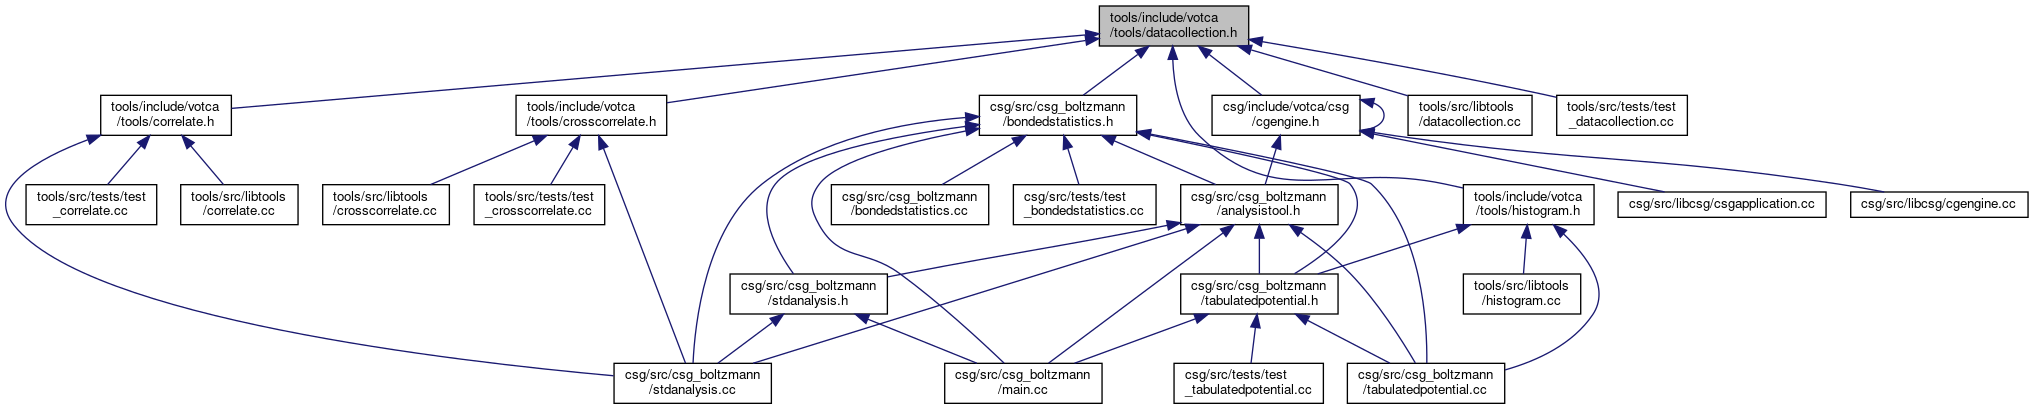 tools/include/votca
/tools/datacollection.h
tools/include/votca
/tools/correlate.h
tools/include/votca
/tools/crosscorrelate.h
csg/src/csg_boltzmann
/bondedstatistics.h
csg/include/votca/csg
/cgengine.h
tools/src/libtools
/datacollection.cc
tools/src/tests/test
_datacollection.cc
tools/src/tests/test
_correlate.cc
tools/src/libtools
/correlate.cc
tools/src/libtools
/crosscorrelate.cc
tools/src/tests/test
_crosscorrelate.cc
csg/src/csg_boltzmann
/bondedstatistics.cc
csg/src/tests/test
_bondedstatistics.cc
csg/src/csg_boltzmann
/analysistool.h
tools/include/votca
/tools/histogram.h
csg/src/libcsg/csgapplication.cc
csg/src/libcsg/cgengine.cc
csg/src/csg_boltzmann
/stdanalysis.h
csg/src/csg_boltzmann
/tabulatedpotential.h
tools/src/libtools
/histogram.cc
csg/src/csg_boltzmann
/stdanalysis.cc
csg/src/csg_boltzmann
/main.cc
csg/src/tests/test
_tabulatedpotential.cc
csg/src/csg_boltzmann
/tabulatedpotential.cc